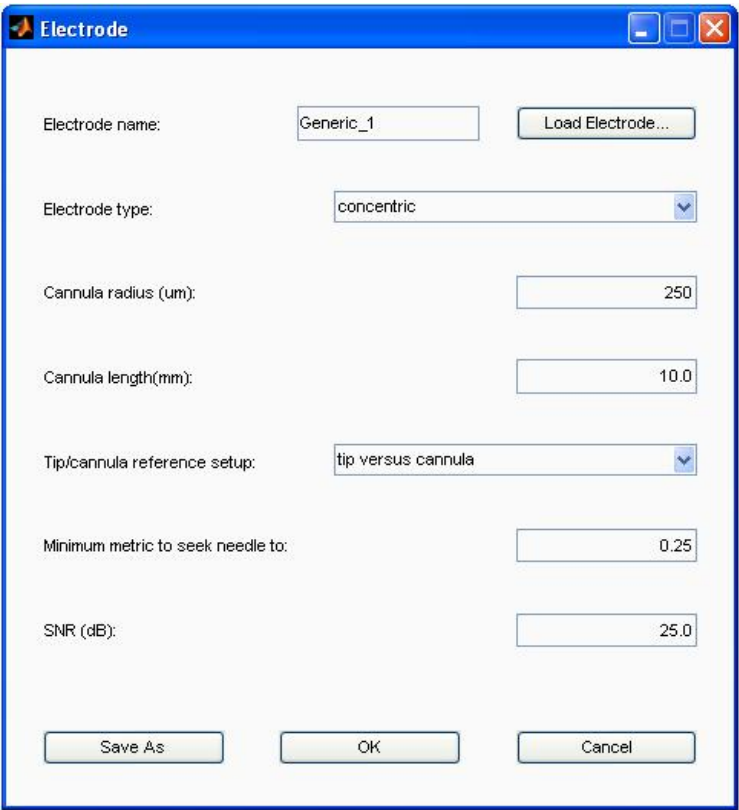 Electrode
Electrode name: Generic_1 Load Electrode...
Electrode type: concentric
Cannula radius (um): 250
Cannula length(mm): 10.0
Tip/cannula reference setup: tip versus cannula
Minimum metric to seek needle to: 0.25
SNR (dB): 25.0
Save As OK Cancel